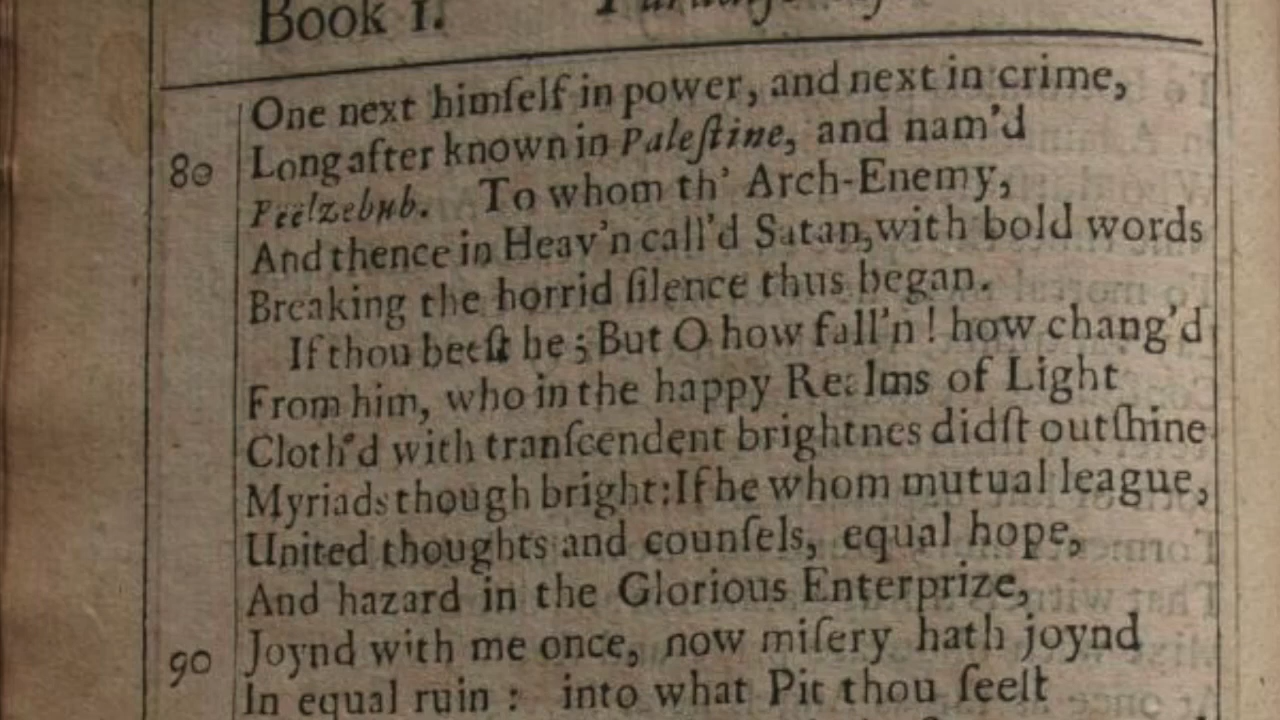 Book I.
One next himſelf in power, and next in crime,
80 Long after known in Paleſtine, and nam'd
Peëlzebub. To whom th' Arch-Enemy,
And thence in Heav'n call'd Satan, with bold words
Breaking the horrid ſilence thus began.
If thou beeſt he; But O how fall'n! how chang'd
From him, who in the happy Realms of Light
Cloth'd with tranſcendent brightnes didſt outſhine
Myriads though bright: If he whom mutual league,
United thoughts and counſels, equal hope,
And hazard in the Glorious Enterprize,
90 Joynd with me once, now miſery hath joynd
In equal ruin: into what Pit thou ſeeſt